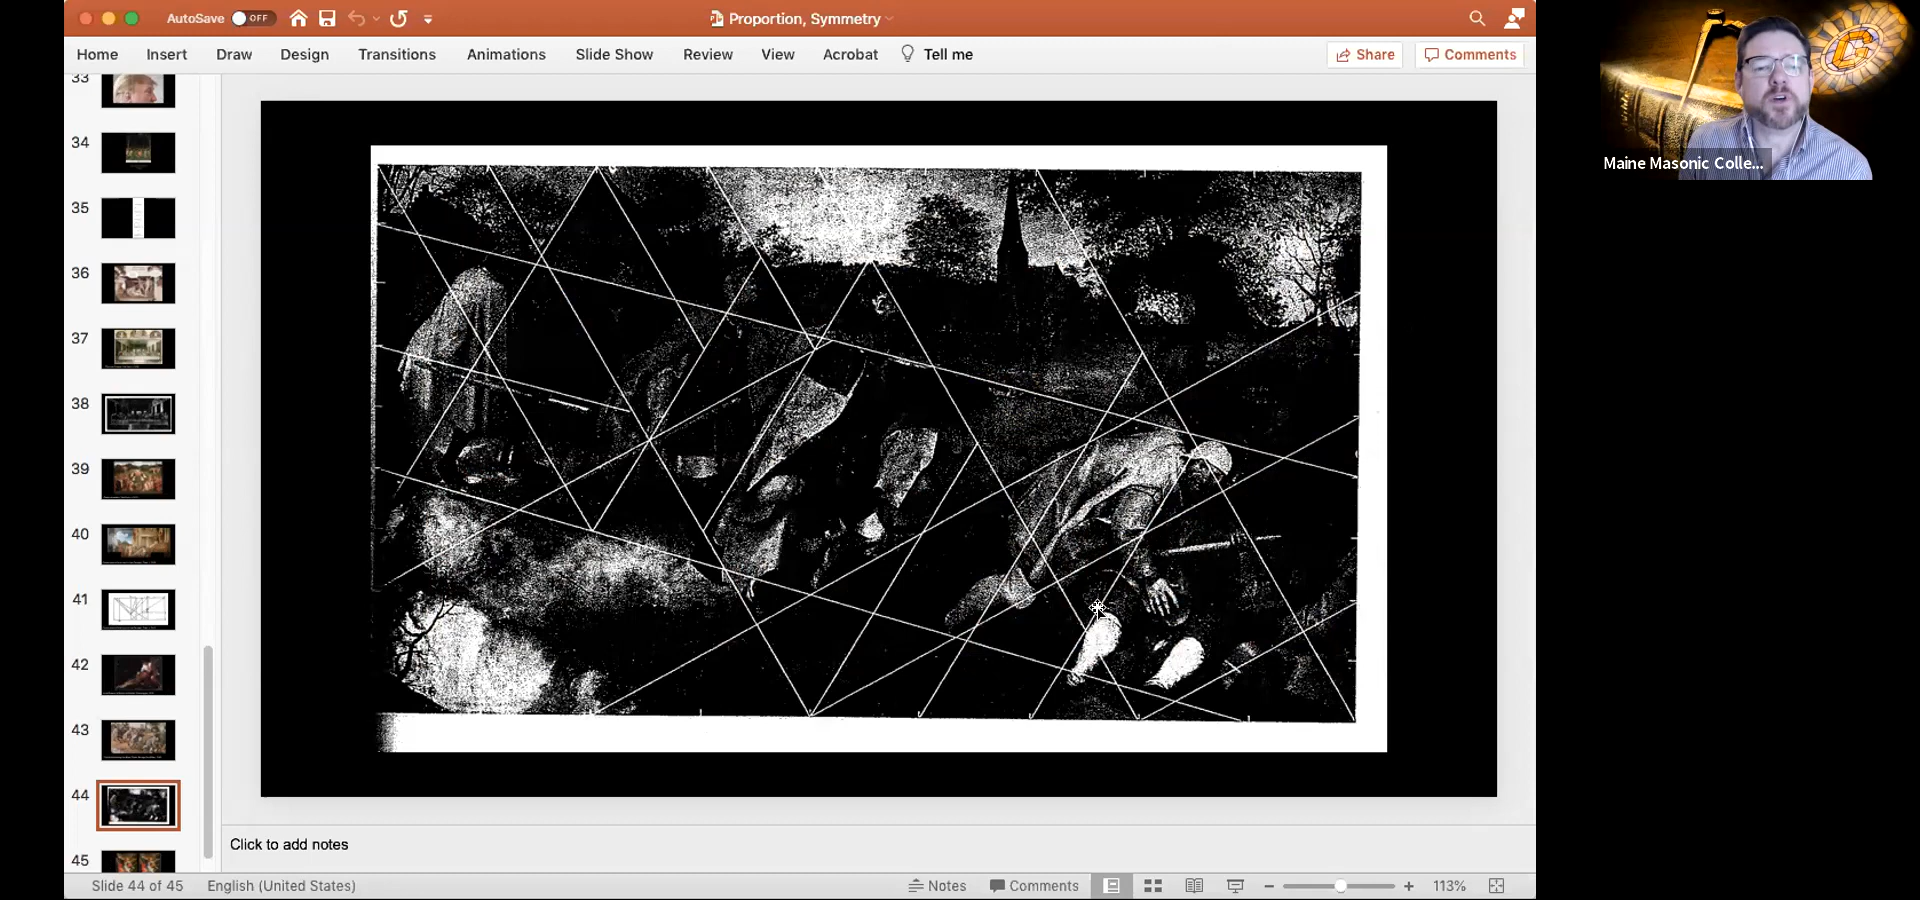 AutoSave OFF Proportion, Symmetry
Home Insert Draw Design Transitions Animations Slide Show Review View Acrobat Tell me Share Comments
G
Maine Masonic Colle...
33
34
35
36
37
38
39
40
41
42
43
44
45
Click to add notes
Slide 44 of 45 English (United States) Notes Comments 113%